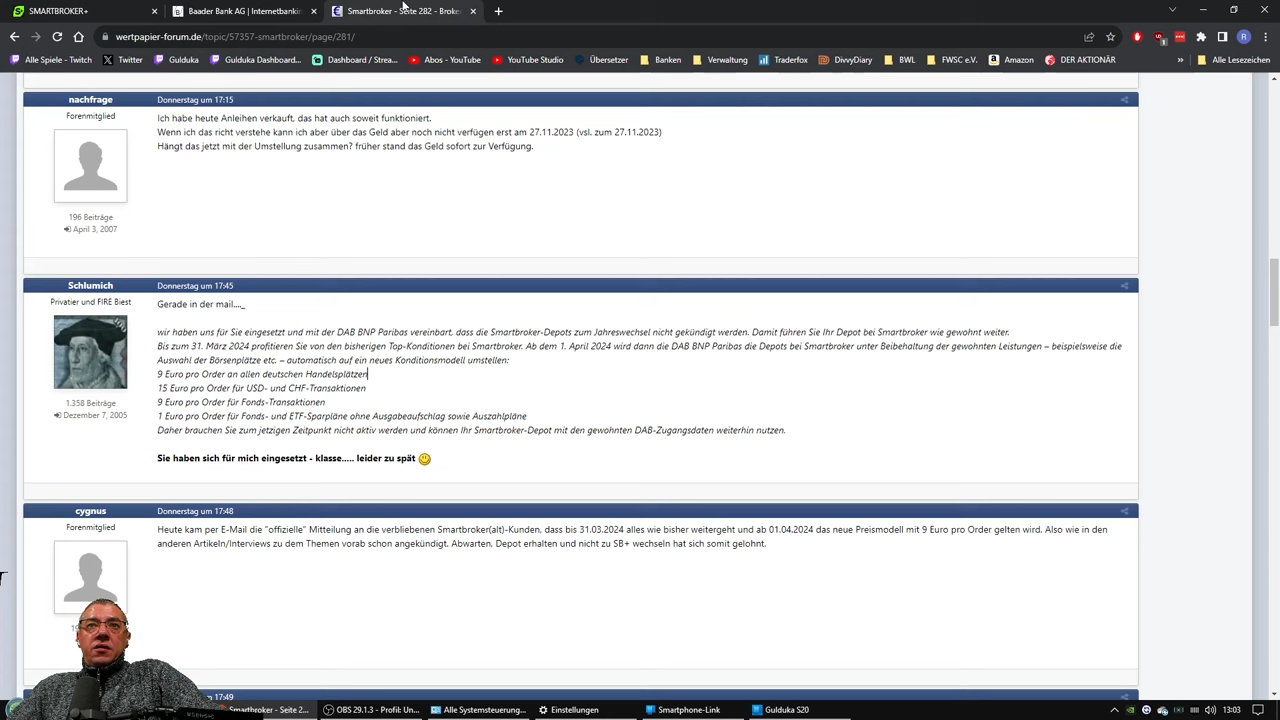 SMARTBROKER+
Baader Bank AG | Internetbankin
Smartbroker - Seite 282 - Broke
wertpapier-forum.de/topic/57357-smartbroker/page/281/
Alle Spiele - Twitch
Twitter
Gulduka
Gulduka Dashboard...
Dashboard / Strea...
Abos - YouTube
YouTube Studio
Übersetzer
Banken
Verwaltung
Traderfox
DivvyDiary
BWL
FWSC e.V.
Amazon
DER AKTIONÄR
»
Alle Lesezeichen
nachfrage
Donnerstag um 17:15
Forenmitglied
Ich habe heute Anleihen verkauft, das hat auch soweit funktioniert.
Wenn ich das richt verstehe kann ich aber über das Geld aber noch nicht verfügen erst am 27.11.2023 (vsl. zum 27.11.2023)
Hängt das jetzt mit der Umstellung zusammen? früher stand das Geld sofort zur Verfügung.
196 Beiträge
April 3, 2007
Schlumich
Donnerstag um 17:45
Privatier und FIRE Biest
Gerade in der mail...._
wir haben uns für Sie eingesetzt und mit der DAB BNP Paribas vereinbart, dass die Smartbroker-Depots zum Jahreswechsel nicht gekündigt werden. Damit führen Sie Ihr Depot bei Smartbroker wie gewohnt weiter.
Bis zum 31. März 2024 profitieren Sie von den bisherigen Top-Konditionen bei Smartbroker. Ab dem 1. April 2024 wird dann die DAB BNP Paribas die Depots bei Smartbroker unter Beibehaltung der gewohnten Leistungen – beispielsweise die
Auswahl der Börsenplätze etc. – automatisch auf ein neues Konditionsmodell umstellen:
9 Euro pro Order an allen deutschen Handelsplätzen
15 Euro pro Order für USD- und CHF-Transaktionen
9 Euro pro Order für Fonds-Transaktionen
1 Euro pro Order für Fonds- und ETF-Sparpläne ohne Ausgabeaufschlag sowie Auszahlpläne
Daher brauchen Sie zum jetzigen Zeitpunkt nicht aktiv werden und können Ihr Smartbroker-Depot mit den gewohnten DAB-Zugangsdaten weiterhin nutzen.
Sie haben sich für mich eingesetzt - klasse..... leider zu spät
1.358 Beiträge
Dezember 7, 2005
cygnus
Donnerstag um 17:48
Forenmitglied
Heute kam per E-Mail die "offizielle" Mitteilung an die verbliebenen Smartbroker(alt)-Kunden, dass bis 31.03.2024 alles wie bisher weitergeht und ab 01.04.2024 das neue Preismodell mit 9 Euro pro Order gelten wird. Also wie in den
anderen Artikeln/Interviews zu dem Themen vorab schon angekündigt. Abwarten, Depot erhalten und nicht zu SB+ wechseln hat sich somit gelohnt.
Donnerstag um 17:49
Smartbroker - Seite 2...
OBS 29.1.3 - Profil: Un...
Alle Systemsteuerung...
Einstellungen
Smartphone-Link
Gulduka S20
13:03